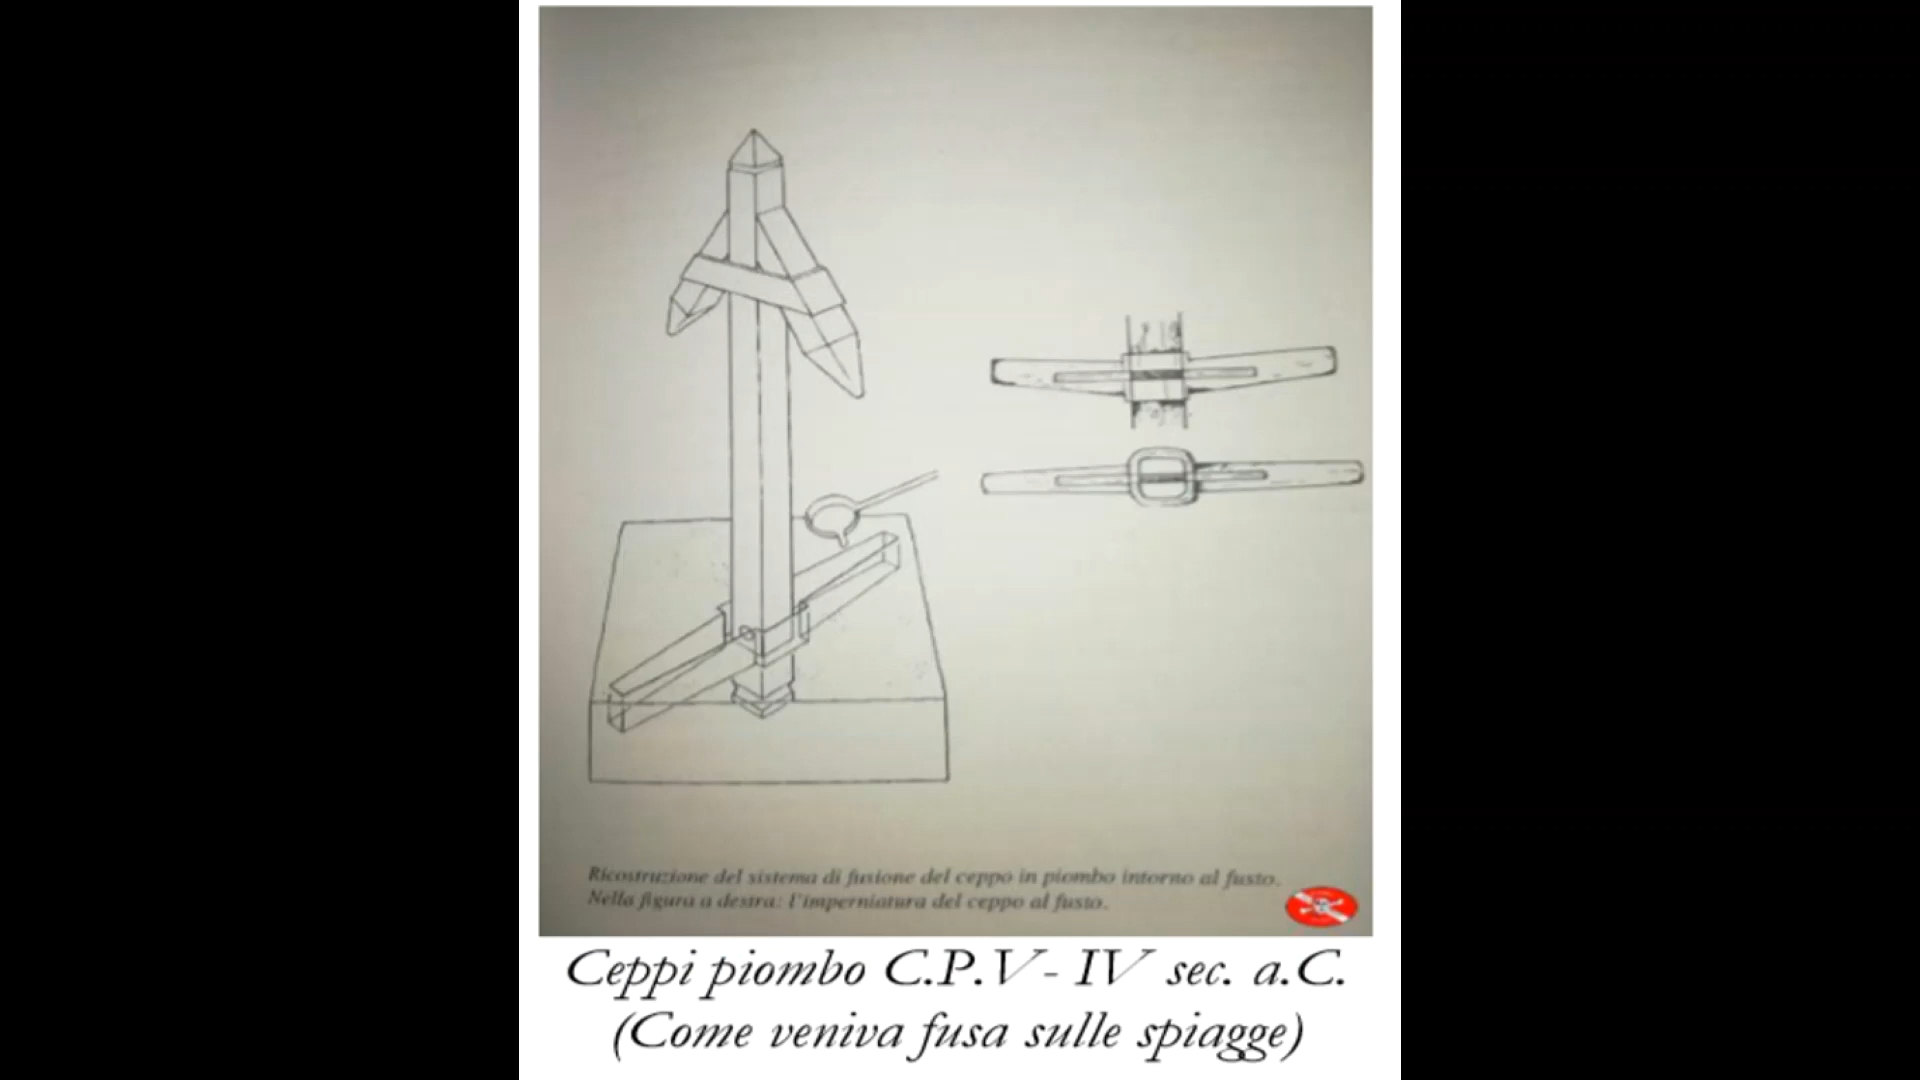 Ricostruzione del sistema di fusione del ceppo in piombo intorno al fusto.
Nella figura a destra: l'imperniatura del ceppo al fusto.
Ceppi piombo C.P.V - IV sec. a.C.
(Come veniva fusa sulle spiagge)